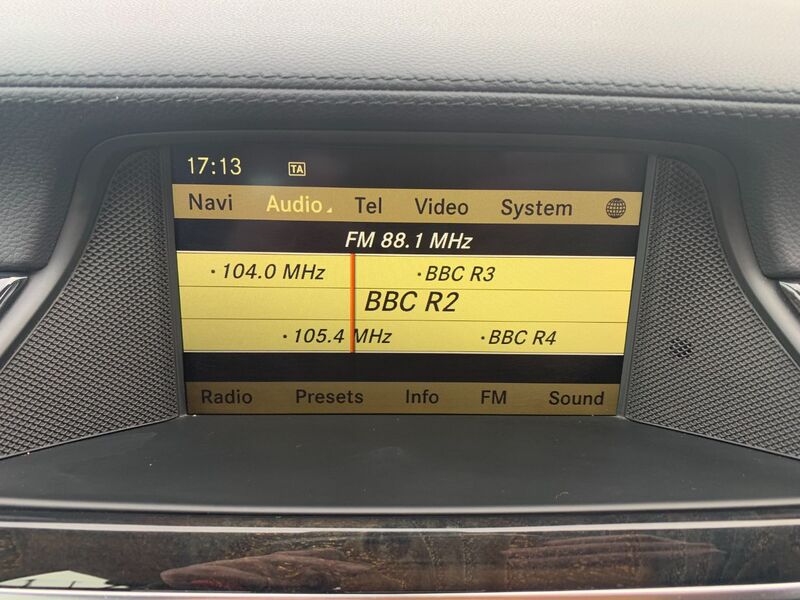 17:13 TA
Navi Audio Tel Video System
FM 88.1 MHz
· 104.0 MHz · BBC R3
BBC R2
· 105.4 MHz · BBC R4
Radio Presets Info FM Sound